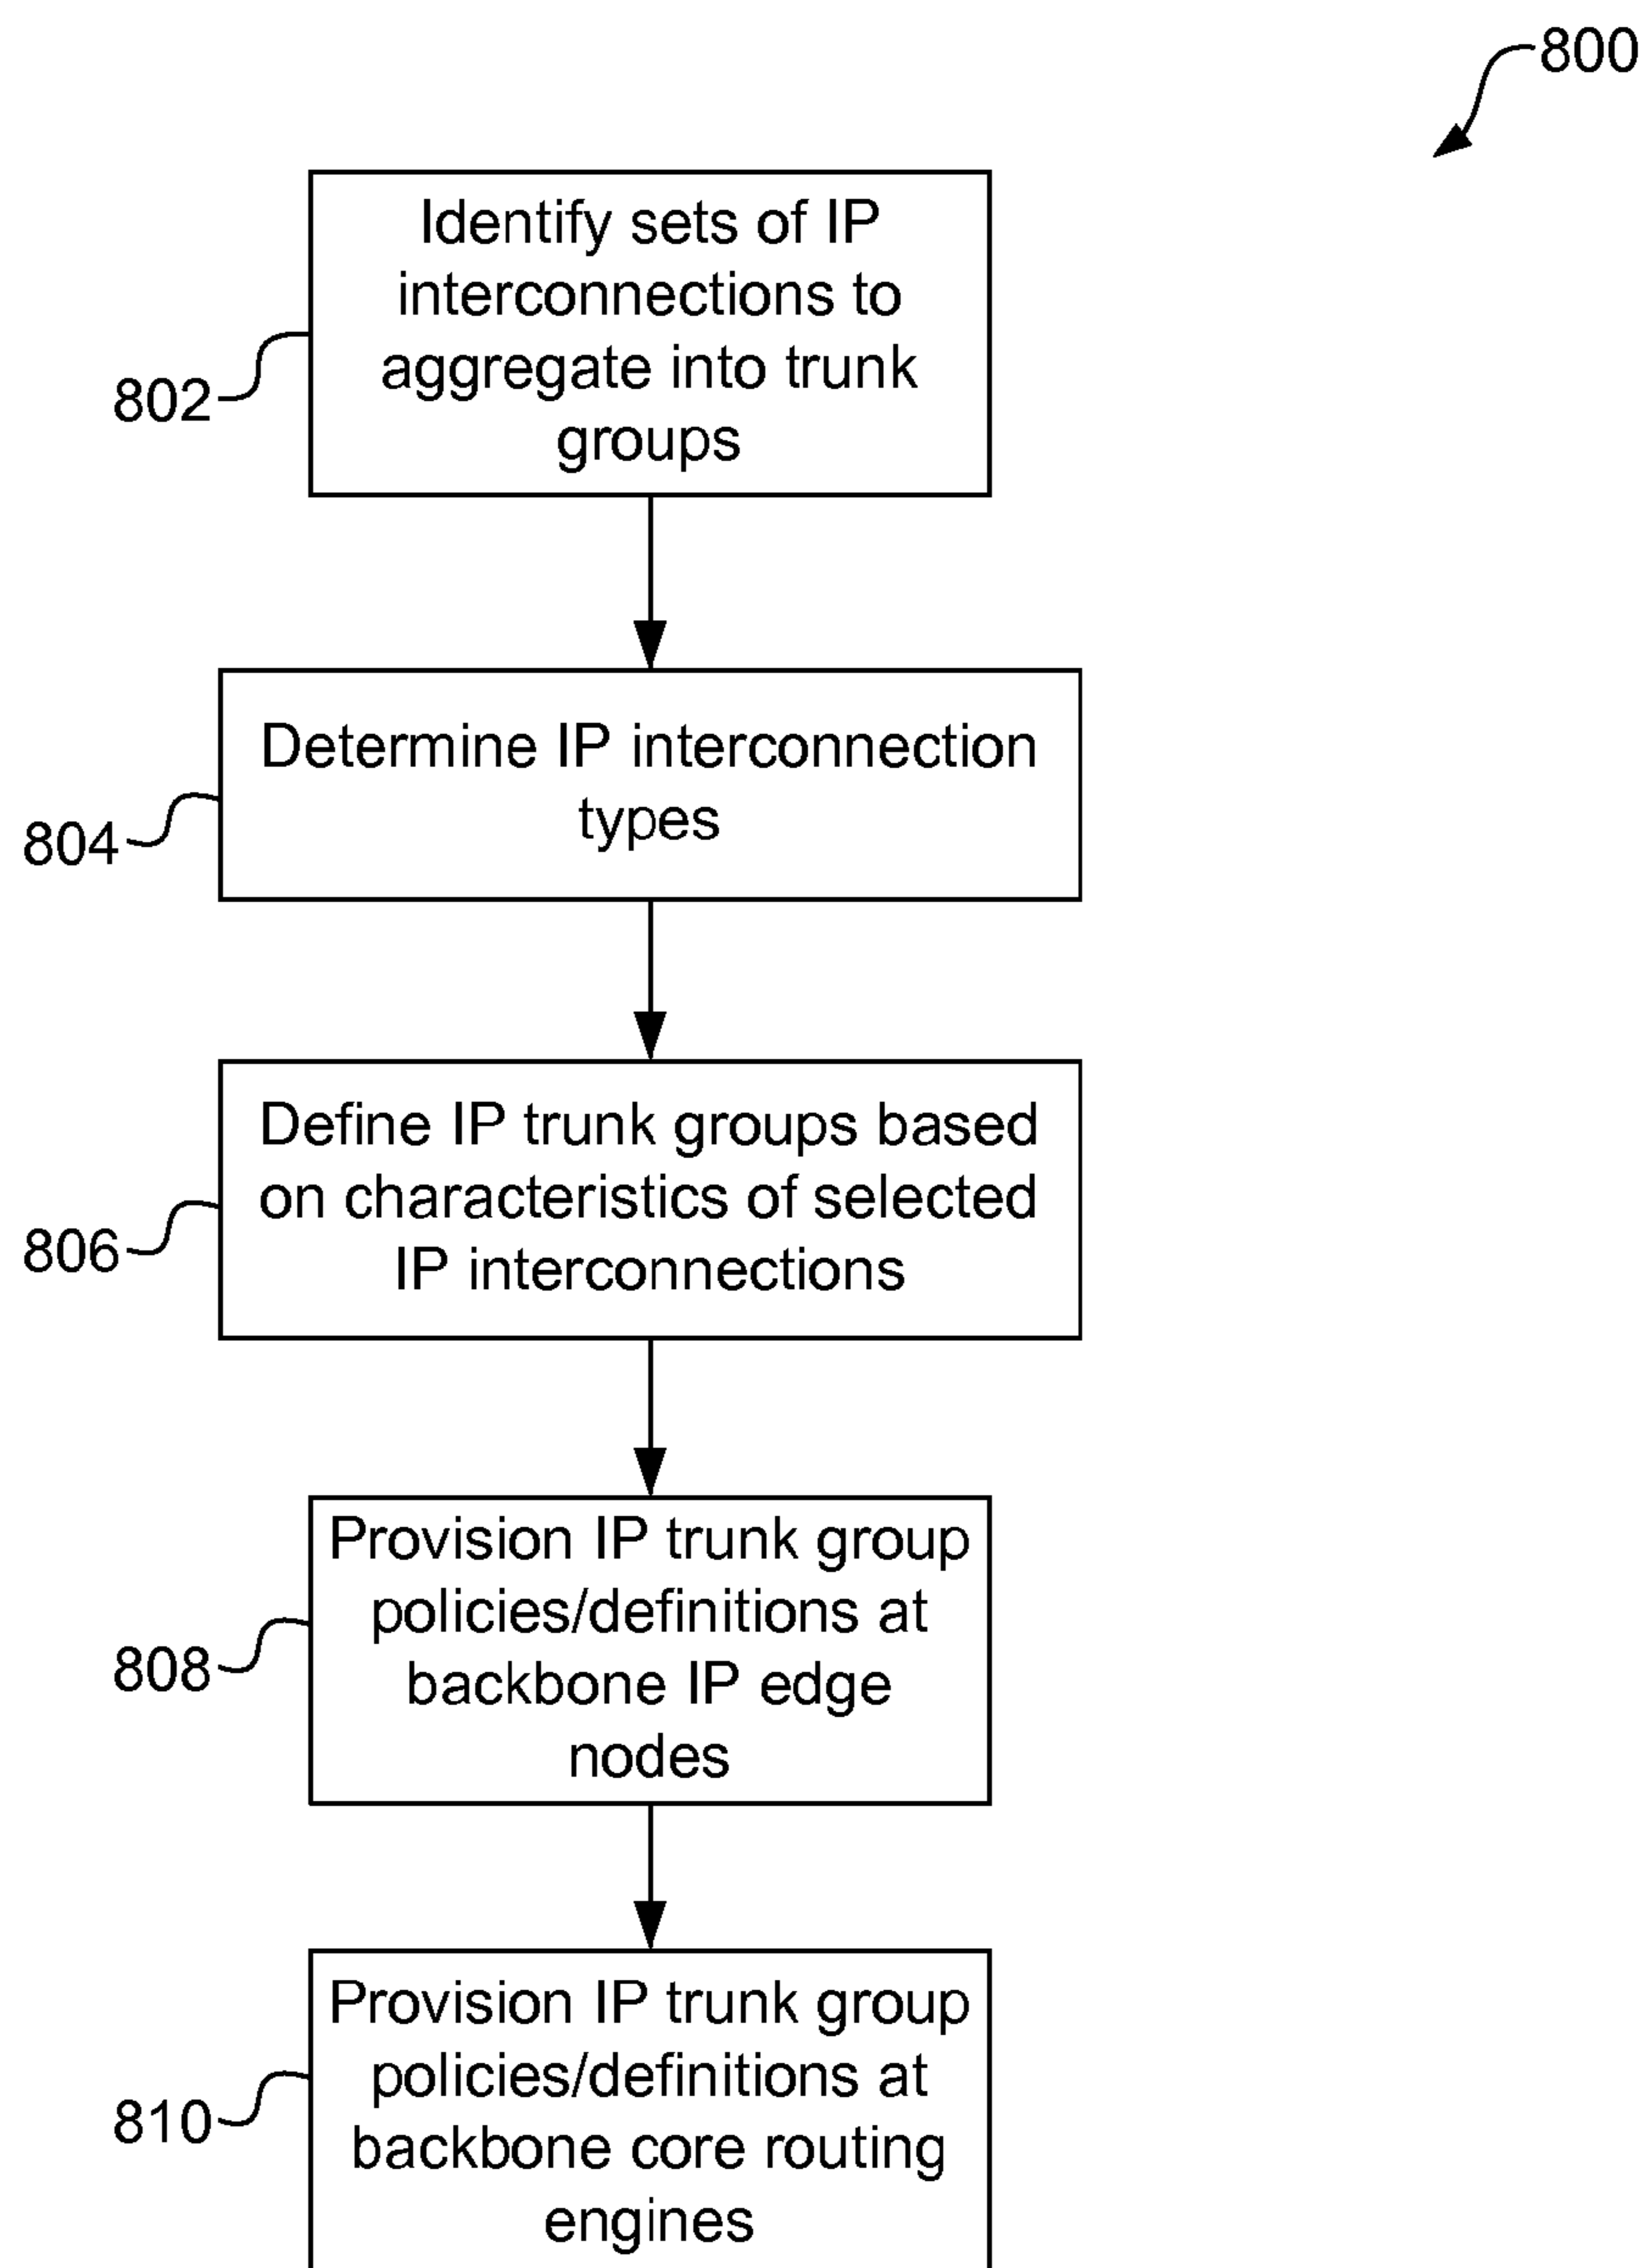 800
Identify sets of IP
interconnections to
aggregate into trunk
groups
802
Determine IP interconnection
types
804
Define IP trunk groups based
on characteristics of selected
IP interconnections
806
Provision IP trunk group
policies/definitions at
backbone IP edge
nodes
808
Provision IP trunk group
policies/definitions at
backbone core routing
engines
810